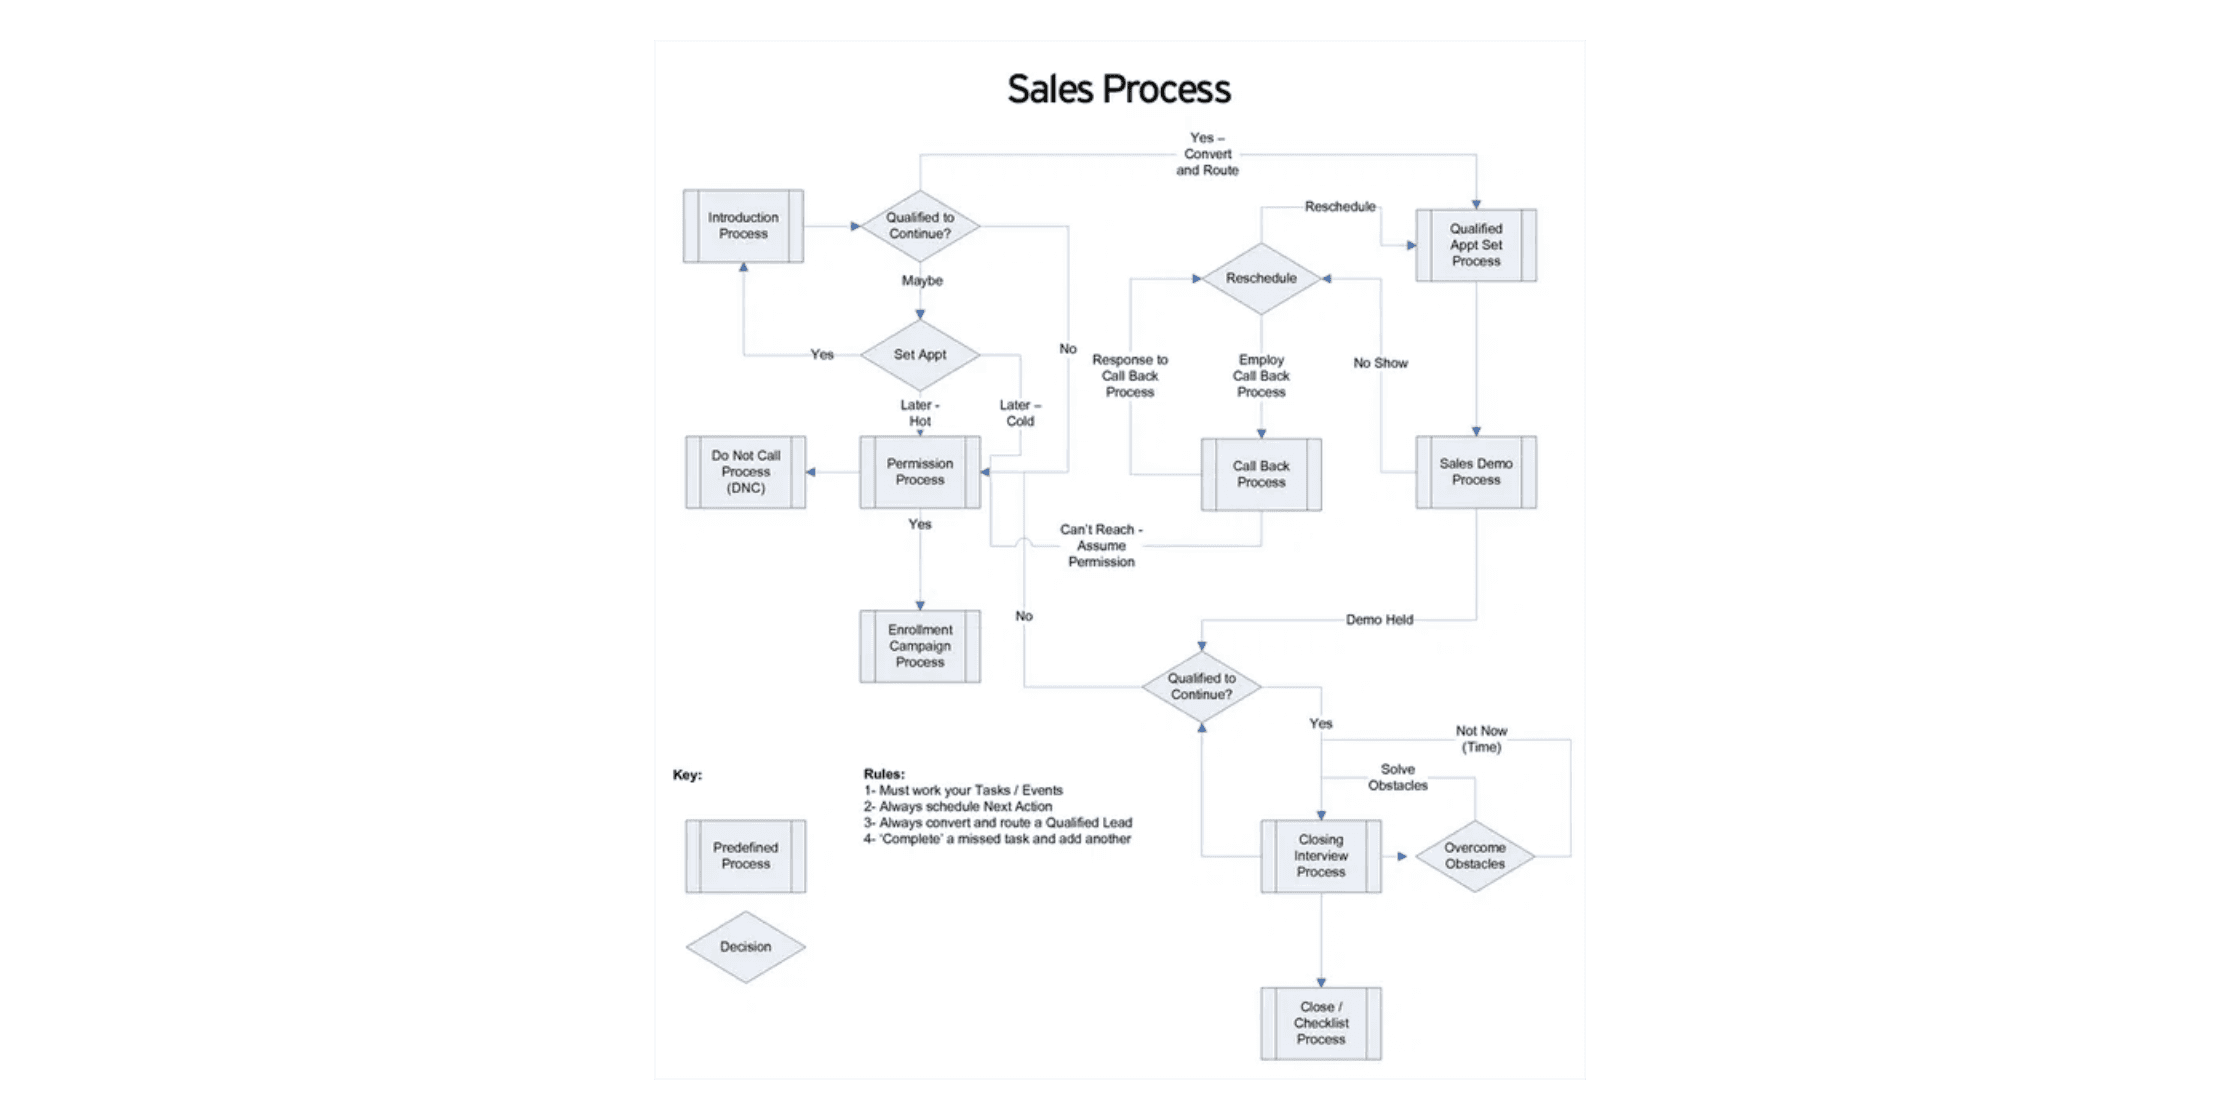 Sales Process
Yes –
Convert
and Route
Introduction
Process
Qualified to
Continue?
Reschedule
Qualified
Appt Set
Process
Maybe
Reschedule
Yes
Set Appt
No
Response to
Call Back
Process
Employ
Call Back
Process
No Show
Later -
Hot
Later –
Cold
Do Not Call
Process
(DNC)
Permission
Process
Call Back
Process
Sales Demo
Process
Yes
Can't Reach -
Assume
Permission
Enrollment
Campaign
Process
No
Demo Held
Qualified to
Continue?
Yes
Not Now
(Time)
Solve
Obstacles
Key:
Rules:
1- Must work your Tasks / Events
2- Always schedule Next Action
3- Always convert and route a Qualified Lead
4- 'Complete' a missed task and add another
Predefined
Process
Closing
Interview
Process
Overcome
Obstacles
Decision
Close /
Checklist
Process